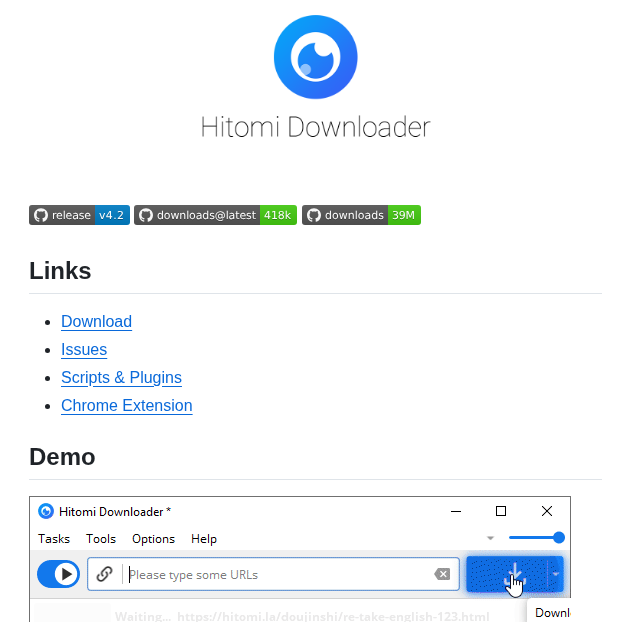 Hitomi Downloader
release v4.2 downloads@latest 418k downloads 39M
Links
Download
Issues
Scripts & Plugins
Chrome Extension
Demo
Hitomi Downloader *
Tasks Tools Options Help
Please type some URLs
Waiting... https://hitomi.la/doujinshi/re-take-english-123.html